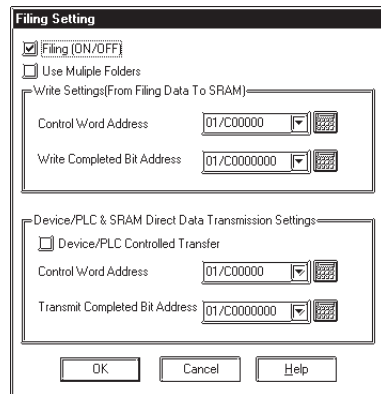 Filing Setting
Filing (ON/OFF)
Use Muliple Folders
Write Settings(From Filing Data To SRAM)
Control Word Address 01/C00000
Write Completed Bit Address 01/C0000000
Device/PLC & SRAM Direct Data Transmission Settings
Device/PLC Controlled Transfer
Control Word Address 01/C00000
Transmit Completed Bit Address 01/C0000000
OK Cancel Help